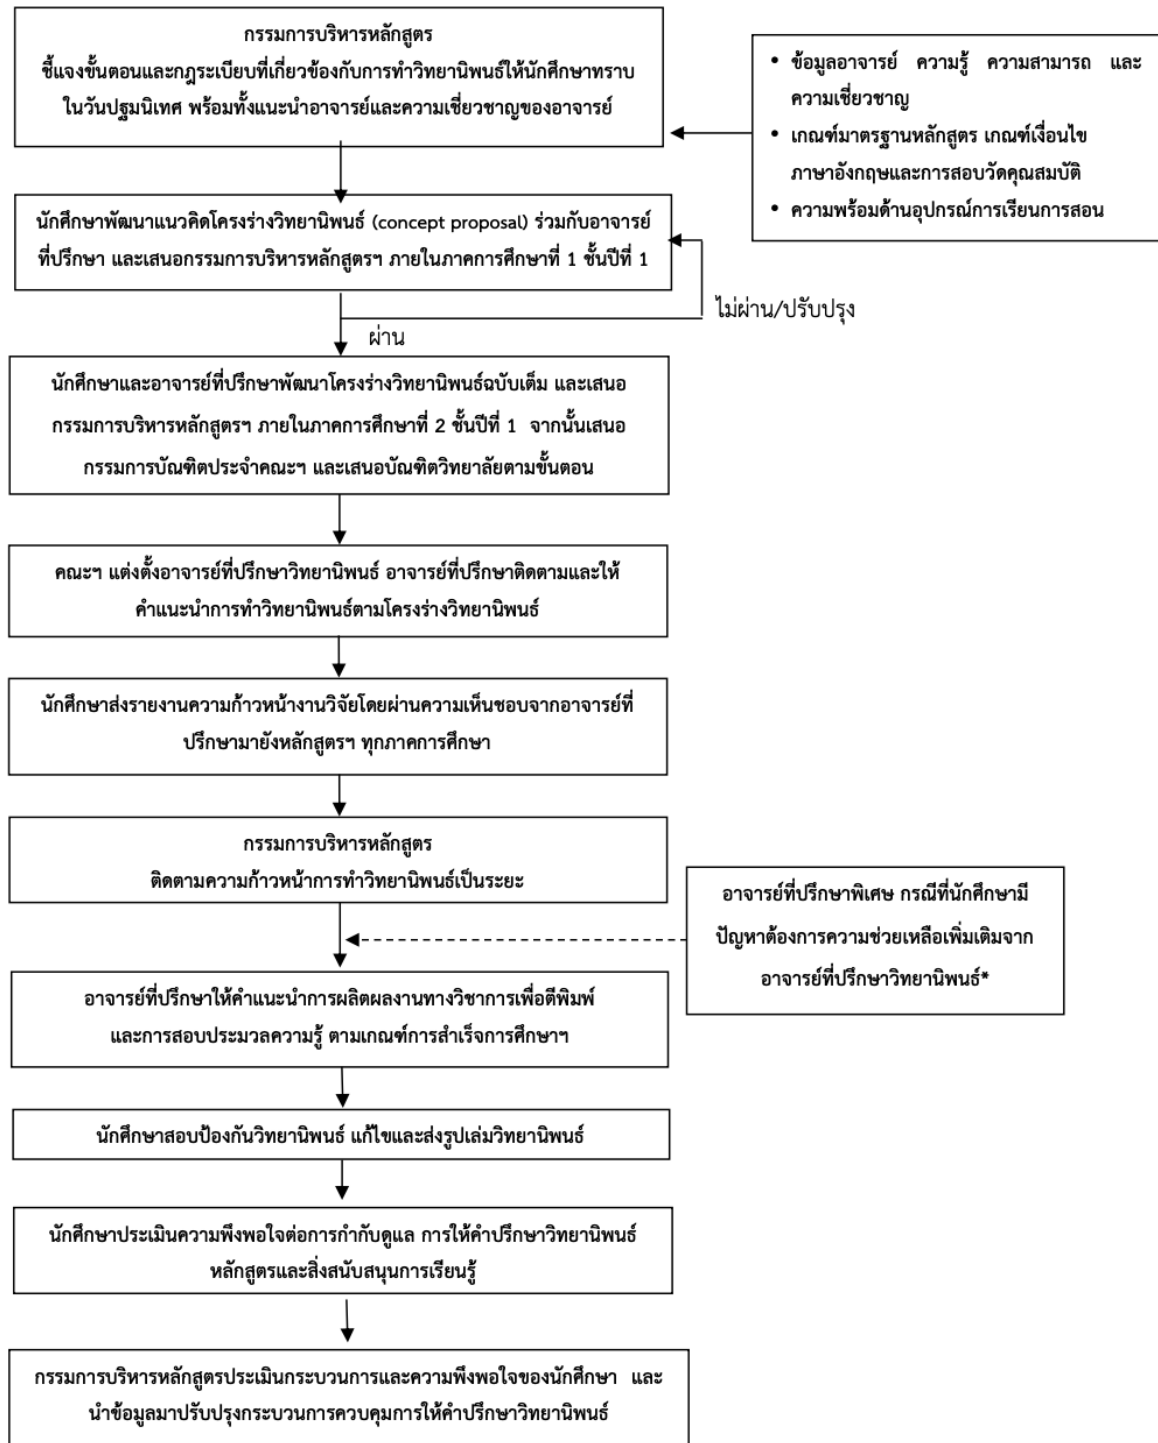 กรรมการบริหารหลักสูตร
ชี้แจงขั้นตอนและกฎระเบียบที่เกี่ยวข้องกับการทำวิทยานิพนธ์ให้นักศึกษาทราบ
ในวันปฐมนิเทศ พร้อมทั้งแนะนำอาจารย์และความเชี่ยวชาญของอาจารย์
• ข้อมูลอาจารย์ ความรู้ ความสามารถ และ
ความเชี่ยวชาญ
• เกณฑ์มาตรฐานหลักสูตร เกณฑ์เงื่อนไข
ภาษาอังกฤษและการสอบวัดคุณสมบัติ
• ความพร้อมด้านอุปกรณ์การเรียนการสอน
นักศึกษาพัฒนาแนวคิดโครงร่างวิทยานิพนธ์ (concept proposal) ร่วมกับอาจารย์
ที่ปรึกษา และเสนอกรรมการบริหารหลักสูตรฯ ภายในภาคการศึกษาที่ 1 ชั้นปีที่ 1
ไม่ผ่าน/ปรับปรุง
ผ่าน
นักศึกษาและอาจารย์ที่ปรึกษาพัฒนาโครงร่างวิทยานิพนธ์ฉบับเต็ม และเสนอ
กรรมการบริหารหลักสูตรฯ ภายในภาคการศึกษาที่ 2 ชั้นปีที่ 1 จากนั้นเสนอ
กรรมการบัณฑิตประจำคณะฯ และเสนอบัณฑิตวิทยาลัยตามขั้นตอน
คณะฯ แต่งตั้งอาจารย์ที่ปรึกษาวิทยานิพนธ์ อาจารย์ที่ปรึกษาติดตามและให้
คำแนะนำการทำวิทยานิพนธ์ตามโครงร่างวิทยานิพนธ์
นักศึกษาส่งรายงานความก้าวหน้างานวิจัยโดยผ่านความเห็นชอบจากอาจารย์ที่
ปรึกษามายังหลักสูตรฯ ทุกภาคการศึกษา
กรรมการบริหารหลักสูตร
ติดตามความก้าวหน้าการทำวิทยานิพนธ์เป็นระยะ
อาจารย์ที่ปรึกษาพิเศษ กรณีที่นักศึกษามี
ปัญหาต้องการความช่วยเหลือเพิ่มเติมจาก
อาจารย์ที่ปรึกษาวิทยานิพนธ์*
อาจารย์ที่ปรึกษาให้คำแนะนำการผลิตผลงานทางวิชาการเพื่อตีพิมพ์
และการสอบประมวลความรู้ ตามเกณฑ์การสำเร็จการศึกษาฯ
นักศึกษาสอบป้องกันวิทยานิพนธ์ แก้ไขและส่งรูปเล่มวิทยานิพนธ์
นักศึกษาประเมินความพึงพอใจต่อการกำกับดูแล การให้คำปรึกษาวิทยานิพนธ์
หลักสูตรและสิ่งสนับสนุนการเรียนรู้
กรรมการบริหารหลักสูตรประเมินกระบวนการและความพึงพอใจของนักศึกษา และ
นำข้อมูลมาปรับปรุงกระบวนการควบคุมการให้คำปรึกษาวิทยานิพนธ์